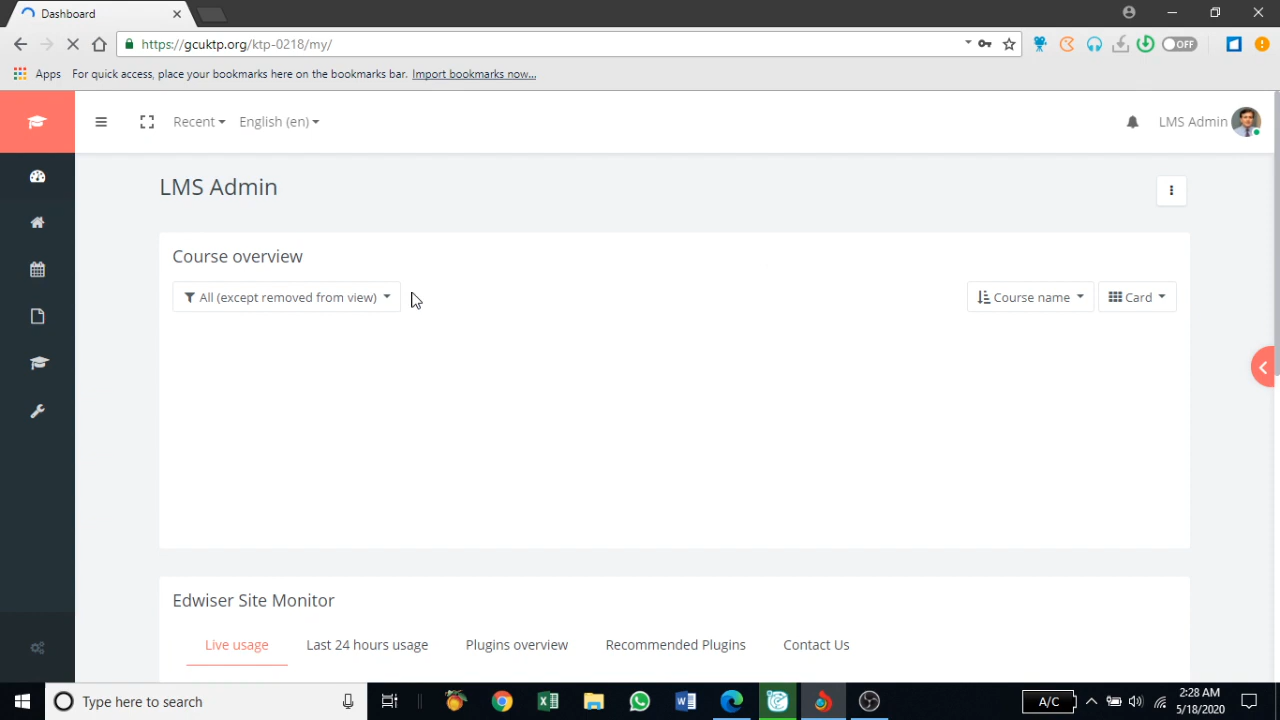 Dashboard
https://gcuktp.org/ktp-0218/my/
OFF
Apps For quick access, place your bookmarks here on the bookmarks bar. Import bookmarks now...
Recent English (en) LMS Admin
LMS Admin
Course overview
All (except removed from view) Course name Card
Edwiser Site Monitor
Live usage Last 24 hours usage Plugins overview Recommended Plugins Contact Us
Type here to search A/C 2:28 AM
5/18/2020